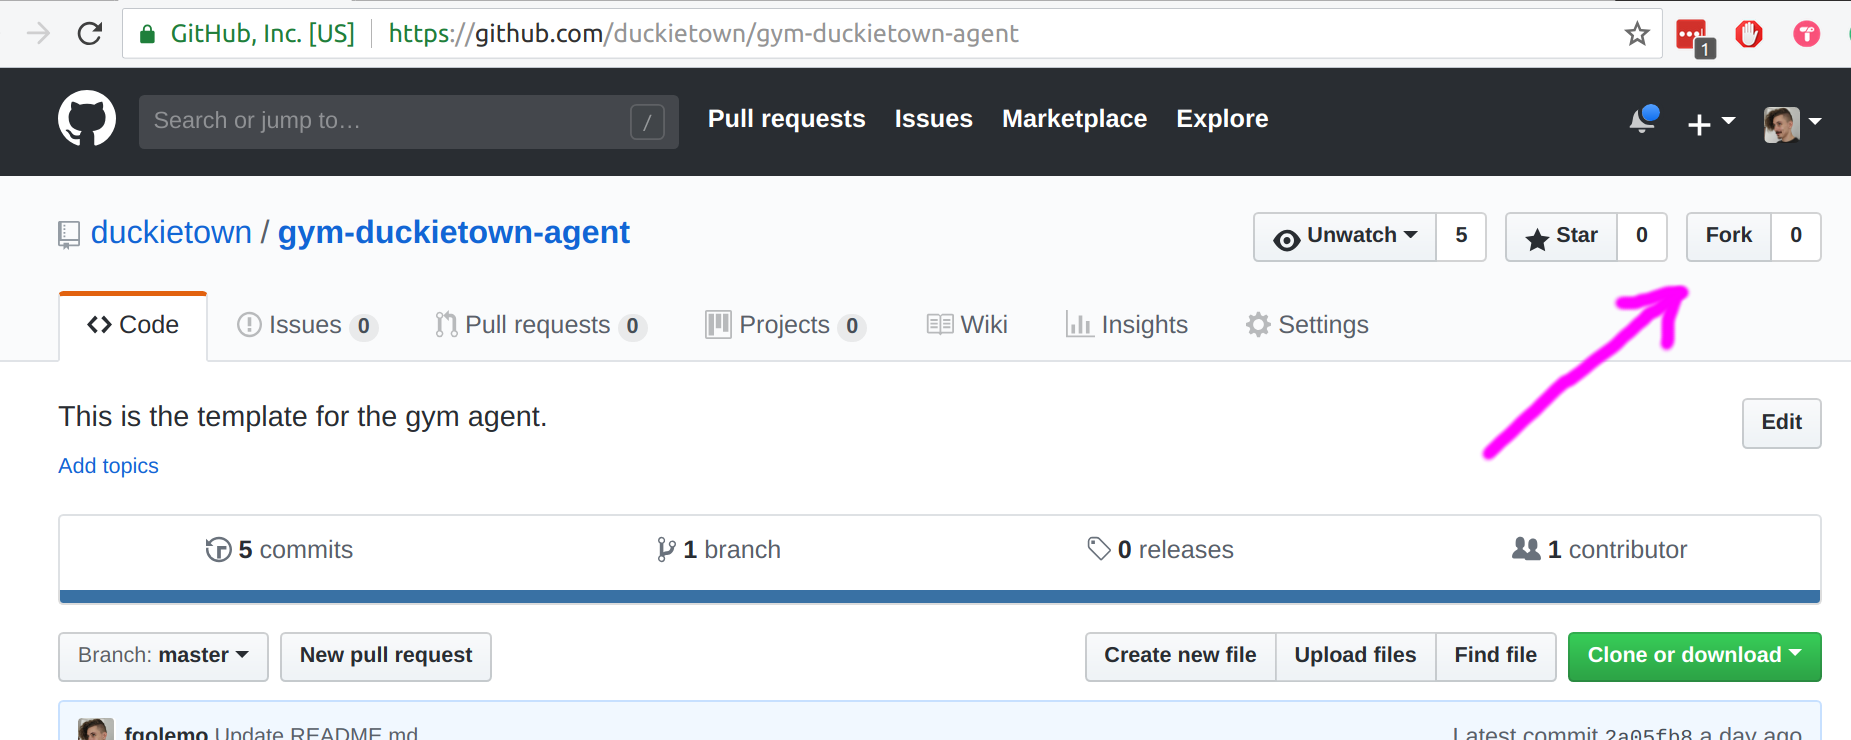 GitHub, Inc. [US] https://github.com/duckietown/gym-duckietown-agent
1
Search or jump to… / Pull requests Issues Marketplace Explore
duckietown / gym-duckietown-agent Unwatch 5 Star 0 Fork 0
Code Issues 0 Pull requests 0 Projects 0 Wiki Insights Settings
This is the template for the gym agent.
Edit
Add topics
5 commits 1 branch 0 releases 1 contributor
Branch: master New pull request Create new file Upload files Find file Clone or download
fgolemo Update README.md Latest commit 2a05fb8 a day ago